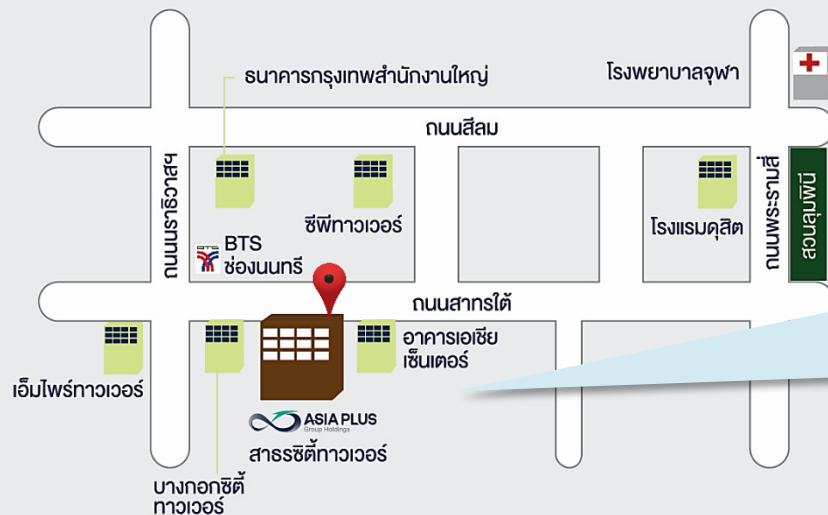 ธนาคารกรุงเทพสำนักงานใหญ่
โรงพยาบาลจุฬา
ถนนสีลม
ถนนนราธิวาสฯ
ซีพีทาวเวอร์
โรงแรมดุสิต
ถนนพระรามสี่
สวนลุมพินี
BTS
BTS
ช่องนนทรี
ถนนสาทรใต้
เอ็มไพร์ทาวเวอร์
อาคารเอเชีย
เซ็นเตอร์
ASIA PLUS
Group Holdings
สาธรซิตี้ทาวเวอร์
บางกอกซิตี้
ทาวเวอร์